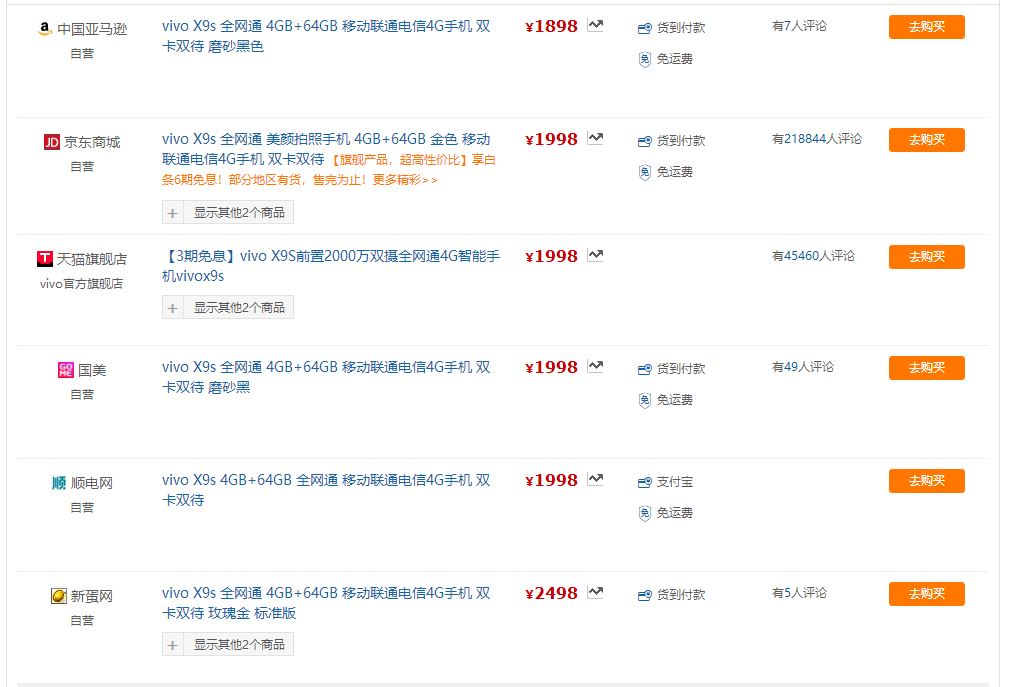 中国亚马逊
自营
vivo X9s 全网通 4GB+64GB 移动联通电信4G手机 双
卡双待 磨砂黑色
¥1898
货到付款
免 免运费
有7人评论
去购买
JD 京东商城
自营
vivo X9s 全网通 美颜拍照手机 4GB+64GB 金色 移动
联通电信4G手机 双卡双待 【旗舰产品，超高性价比】享白
条6期免息！部分地区有货，售完为止！更多精彩>>
+ 显示其他2个商品
¥1998
货到付款
免 免运费
有218844人评论
去购买
T 天猫旗舰店
vivo官方旗舰店
【3期免息】vivo X9S前置2000万双摄全网通4G智能手
机vivox9s
+ 显示其他2个商品
¥1998
有45460人评论
去购买
GOME 国美
自营
vivo X9s 全网通 4GB+64GB 移动联通电信4G手机 双
卡双待 磨砂黑
¥1998
货到付款
免 免运费
有49人评论
去购买
顺 顺电网
自营
vivo X9s 4GB+64GB 全网通 移动联通电信4G手机 双
卡双待
¥1998
支付宝
免 免运费
去购买
新蛋网
自营
vivo X9s 全网通 4GB+64GB 移动联通电信4G手机 双
卡双待 玫瑰金 标准版
+ 显示其他2个商品
¥2498
货到付款
有5人评论
去购买